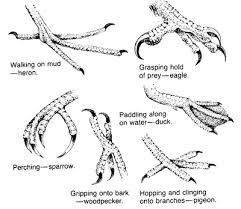 Walking on mud
—heron.
Grasping hold
of prey—eagle.
Paddling along
on water—duck.
Perching—sparrow.
Gripping onto bark
—woodpecker.
Hopping and clinging
onto branches—pigeon.